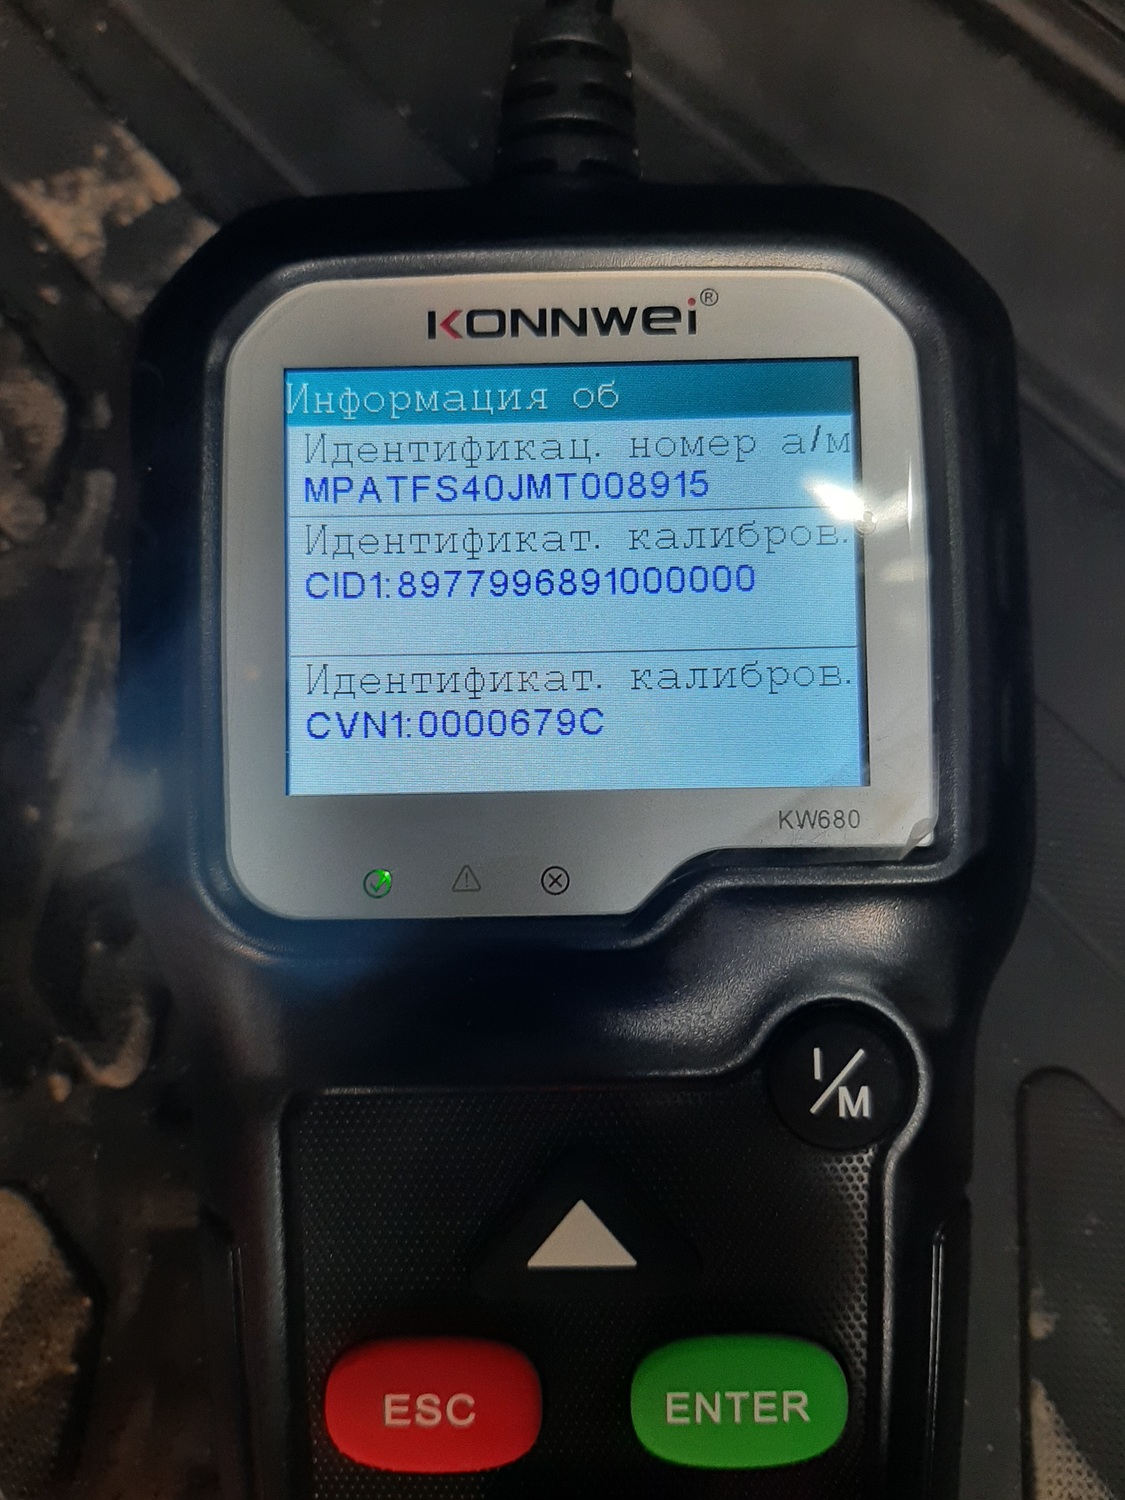 KONNWEI®
Информация об
Идентификац. номер а/м
MPATFS40JMT008915
Идентификат. калибров.
CID1:8977996891000000
Идентификат. калибров.
CVN1:0000679C
KW680
I/M
ESC
ENTER